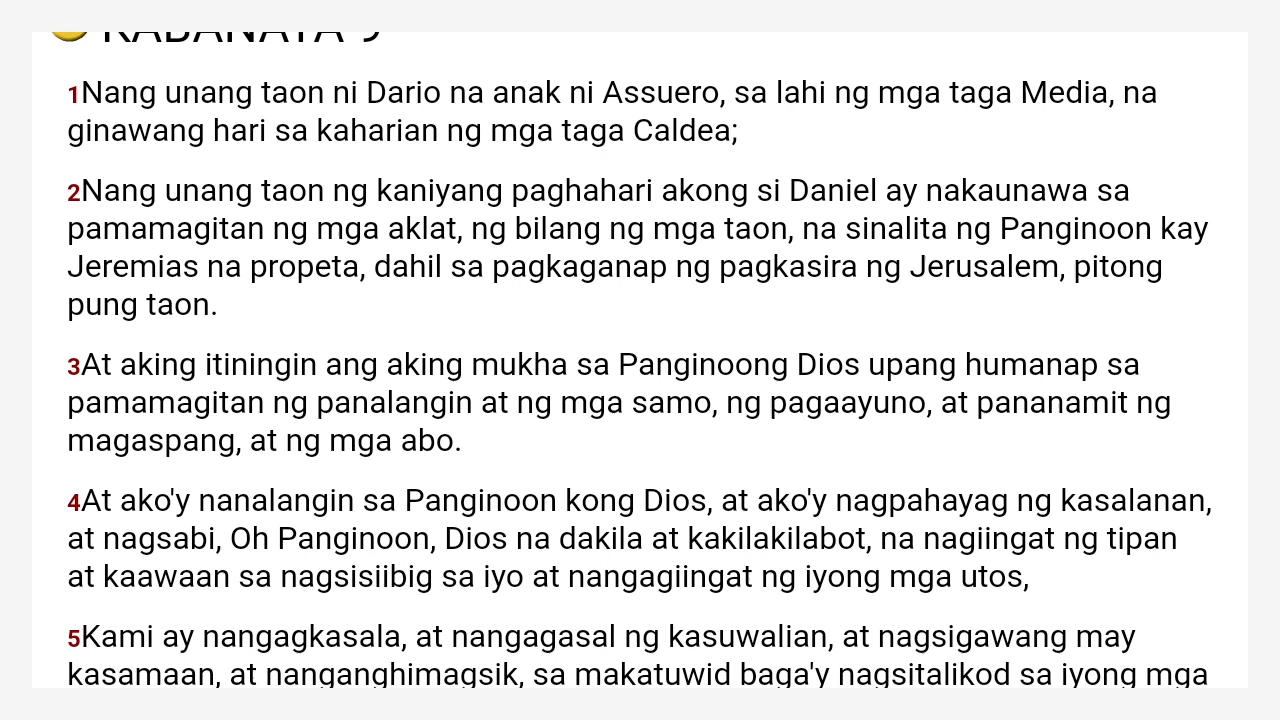 KABANATA 9
1Nang unang taon ni Dario na anak ni Assuero, sa lahi ng mga taga Media, na
ginawang hari sa kaharian ng mga taga Caldea;
2Nang unang taon ng kaniyang paghahari akong si Daniel ay nakaunawa sa
pamamagitan ng mga aklat, ng bilang ng mga taon, na sinalita ng Panginoon kay
Jeremias na propeta, dahil sa pagkaganap ng pagkasira ng Jerusalem, pitong
pung taon.
3At aking itiningin ang aking mukha sa Panginoong Dios upang humanap sa
pamamagitan ng panalangin at ng mga samo, ng pagaayuno, at pananamit ng
magaspang, at ng mga abo.
4At ako'y nanalangin sa Panginoon kong Dios, at ako'y nagpahayag ng kasalanan,
at nagsabi, Oh Panginoon, Dios na dakila at kakilakilabot, na nagiingat ng tipan
at kaawaan sa nagsisiibig sa iyo at nangagiingat ng iyong mga utos,
5Kami ay nangagkasala, at nangagasal ng kasuwalian, at nagsigawang may
kasamaan, at nanganghimagsik, sa makatuwid baga'y nagsitalikod sa iyong mga